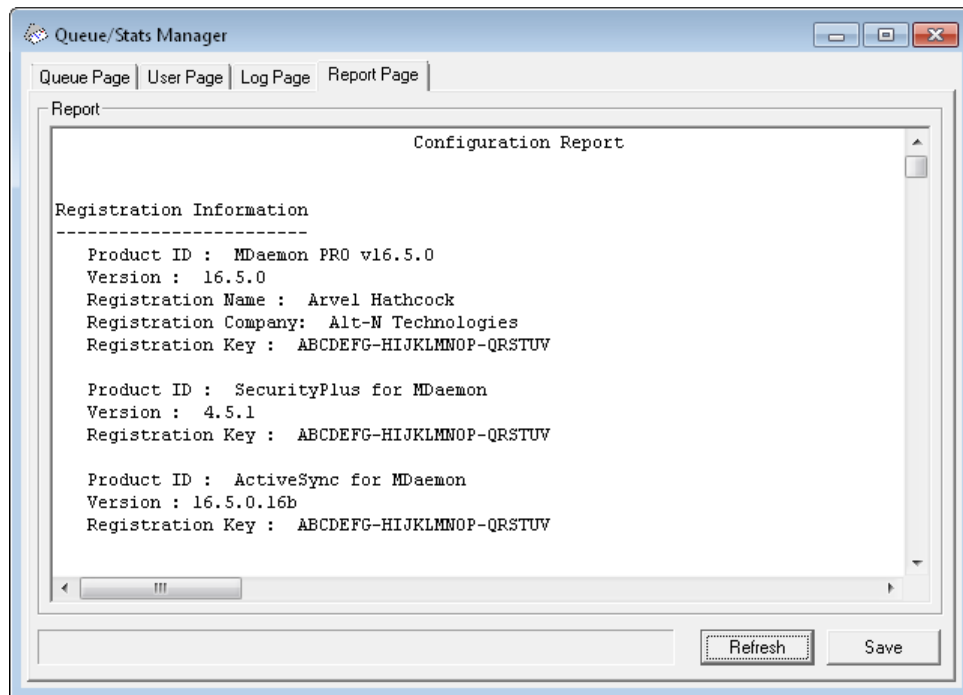 Queue/Stats Manager
Queue Page User Page Log Page Report Page
Report
Configuration Report
Registration Information
------------------------
Product ID :  MDaemon PRO v16.5.0
Version :  16.5.0
Registration Name :  Arvel Hathcock
Registration Company:  Alt-N Technologies
Registration Key :  ABCDEFG-HIJKLMNOP-QRSTUV
Product ID :  SecurityPlus for MDaemon
Version :  4.5.1
Registration Key :  ABCDEFG-HIJKLMNOP-QRSTUV
Product ID :  ActiveSync for MDaemon
Version : 16.5.0.16b
Registration Key :  ABCDEFG-HIJKLMNOP-QRSTUV
Refresh Save